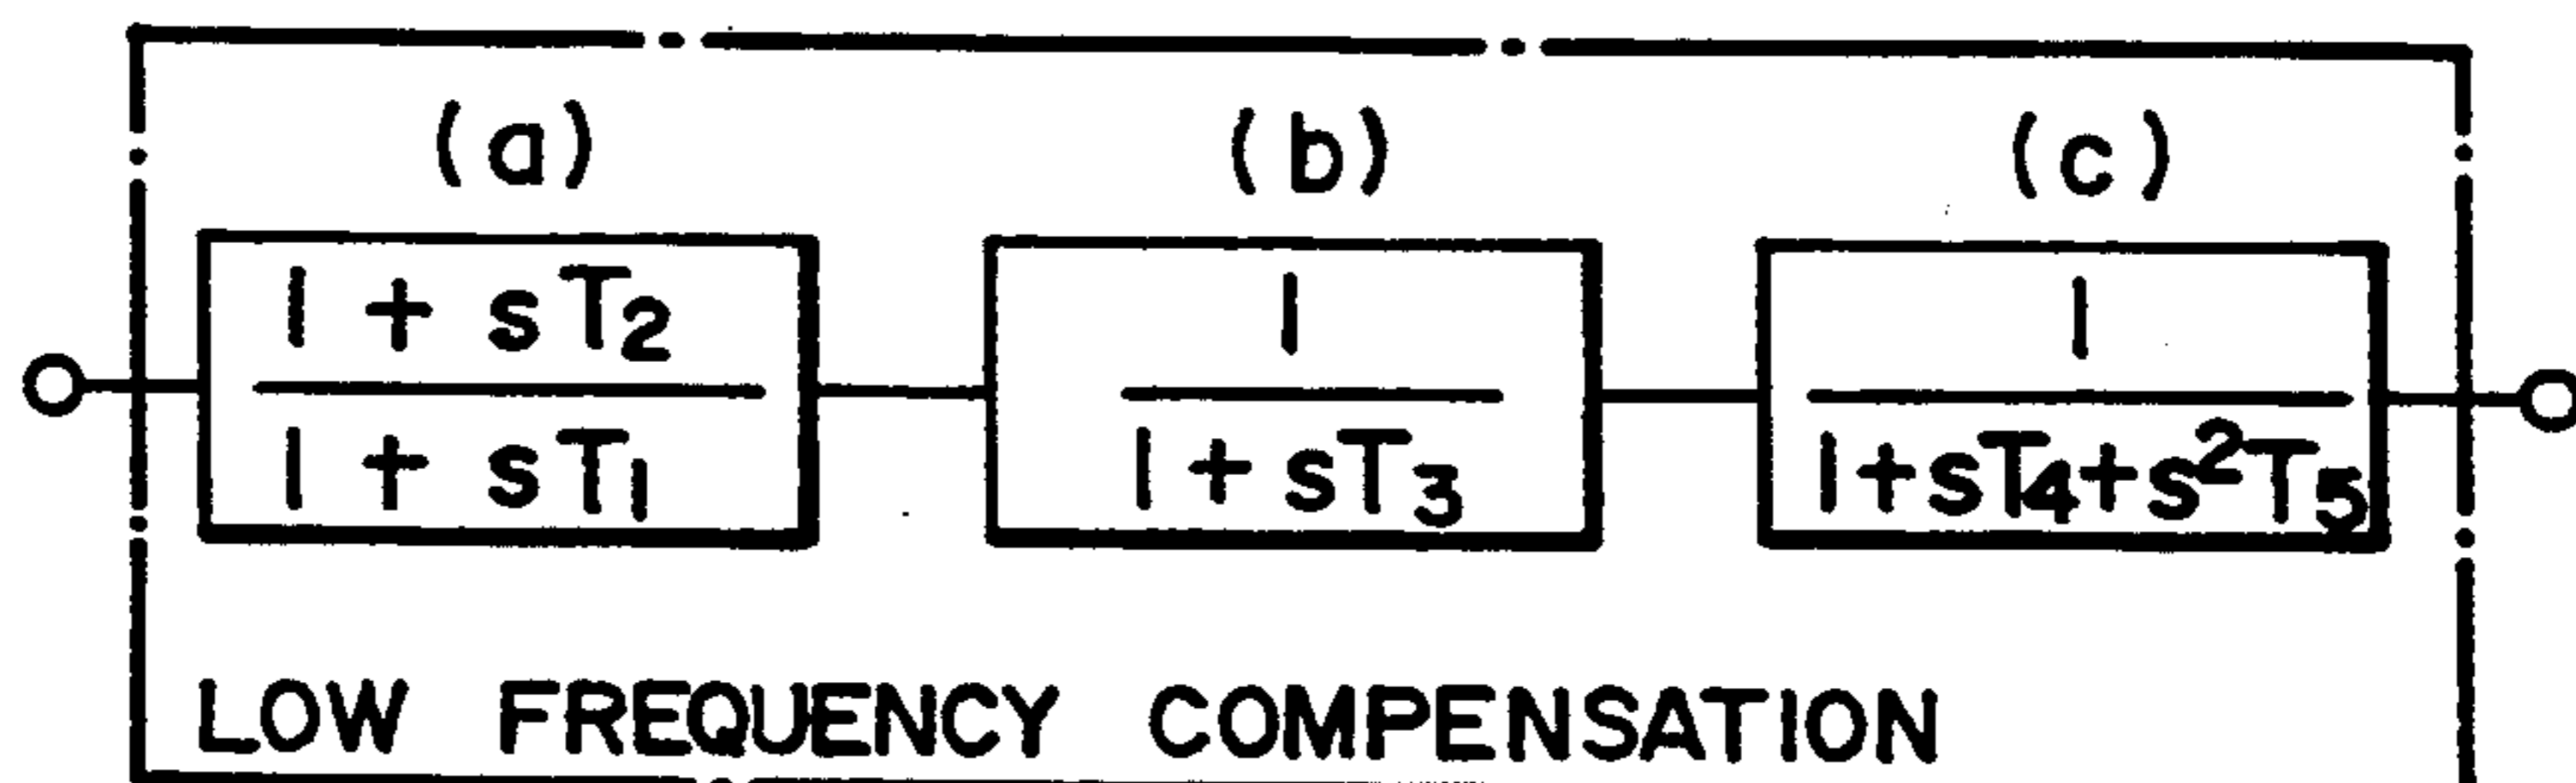 (a) (b) (c)
1 + sT2 1 1
1 + sT1 1 + sT3 1+sT4+s²T5
LOW FREQUENCY COMPENSATION